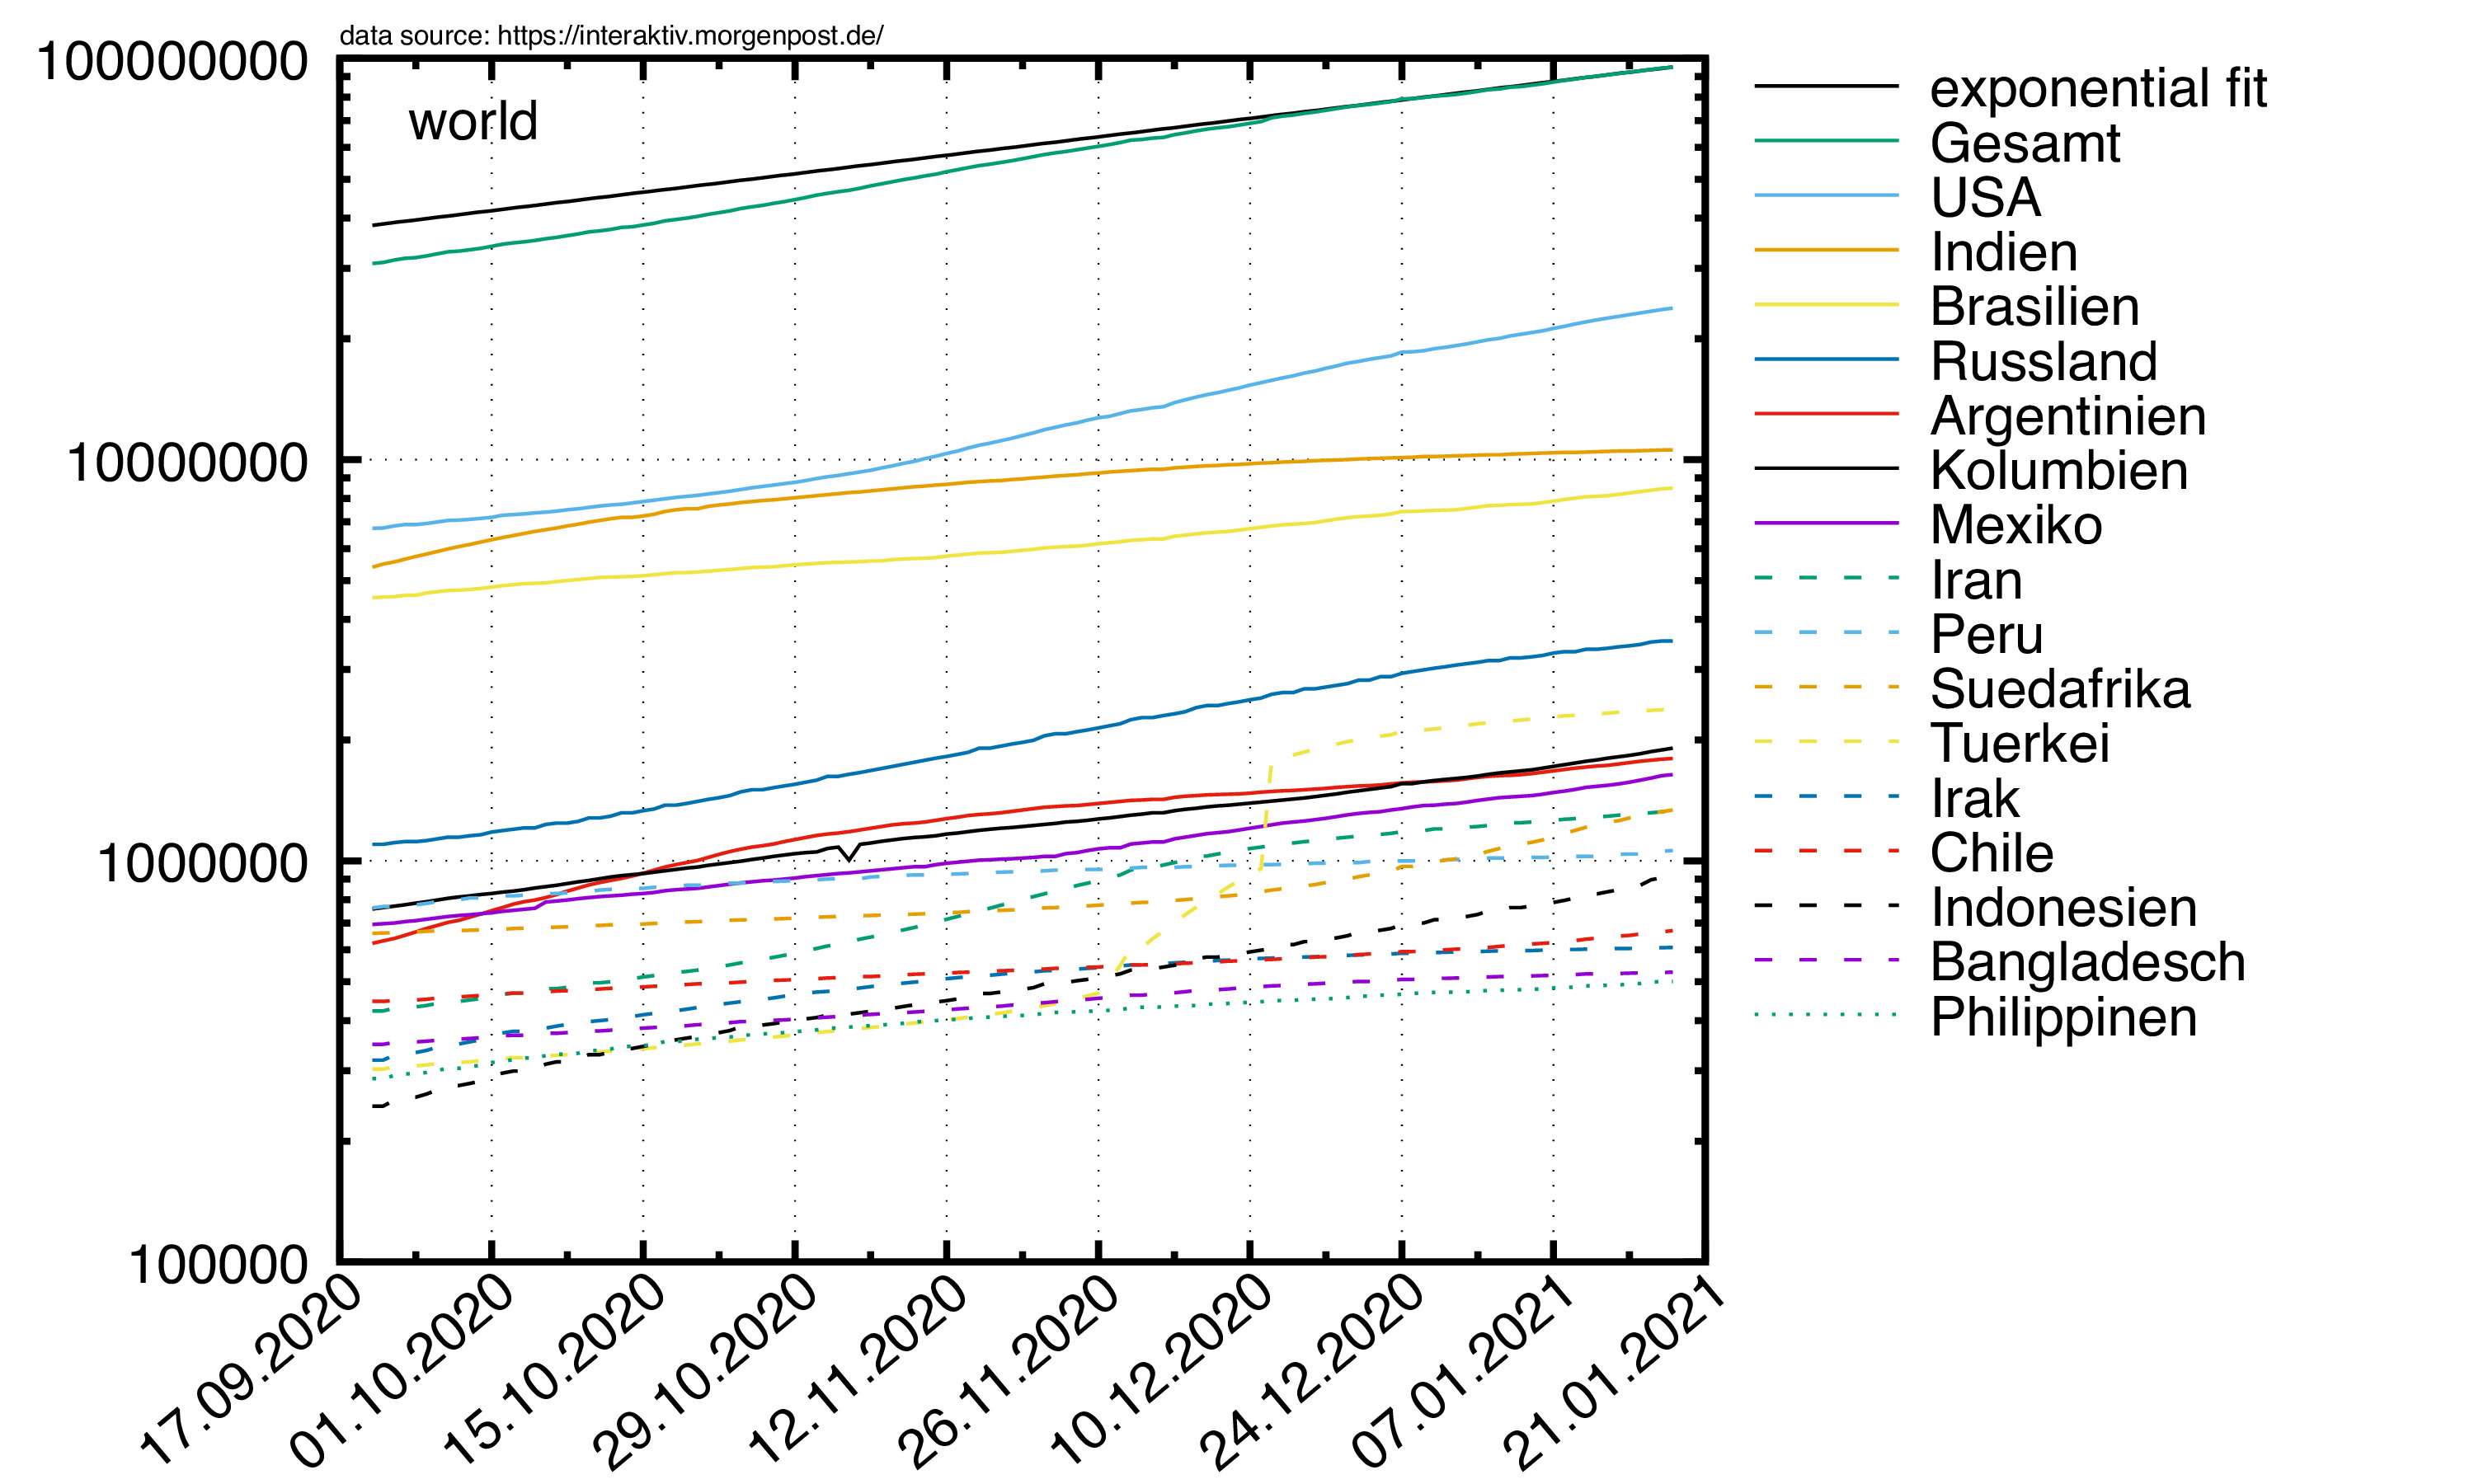 data source: https://interaktiv.morgenpost.de/
100000000
10000000
1000000
100000
world
exponential fit
Gesamt
USA
Indien
Brasilien
Russland
Argentinien
Kolumbien
Mexiko
Iran
Peru
Suedafrika
Tuerkei
Irak
Chile
Indonesien
Bangladesch
Philippinen
17.09.2020
01.10.2020
15.10.2020
29.10.2020
12.11.2020
26.11.2020
10.12.2020
24.12.2020
07.01.2021
21.01.2021